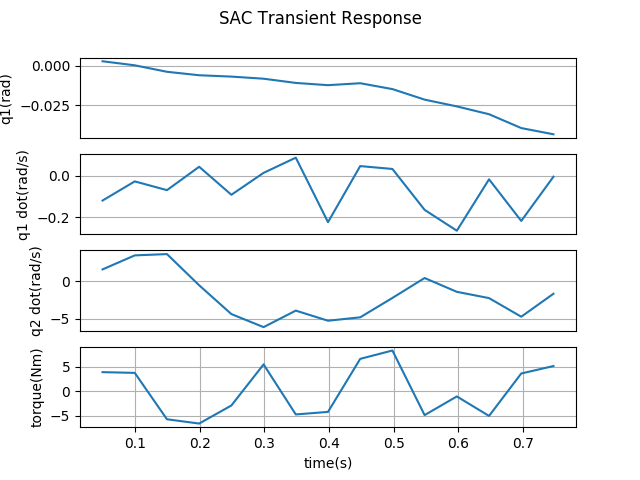 SAC Transient Response
0.000
−0.025
q1(rad)
0.0
−0.2
q1 dot(rad/s)
0
−5
q2 dot(rad/s)
5
0
−5
torque(Nm)
0.1 0.2 0.3 0.4 0.5 0.6 0.7
time(s)